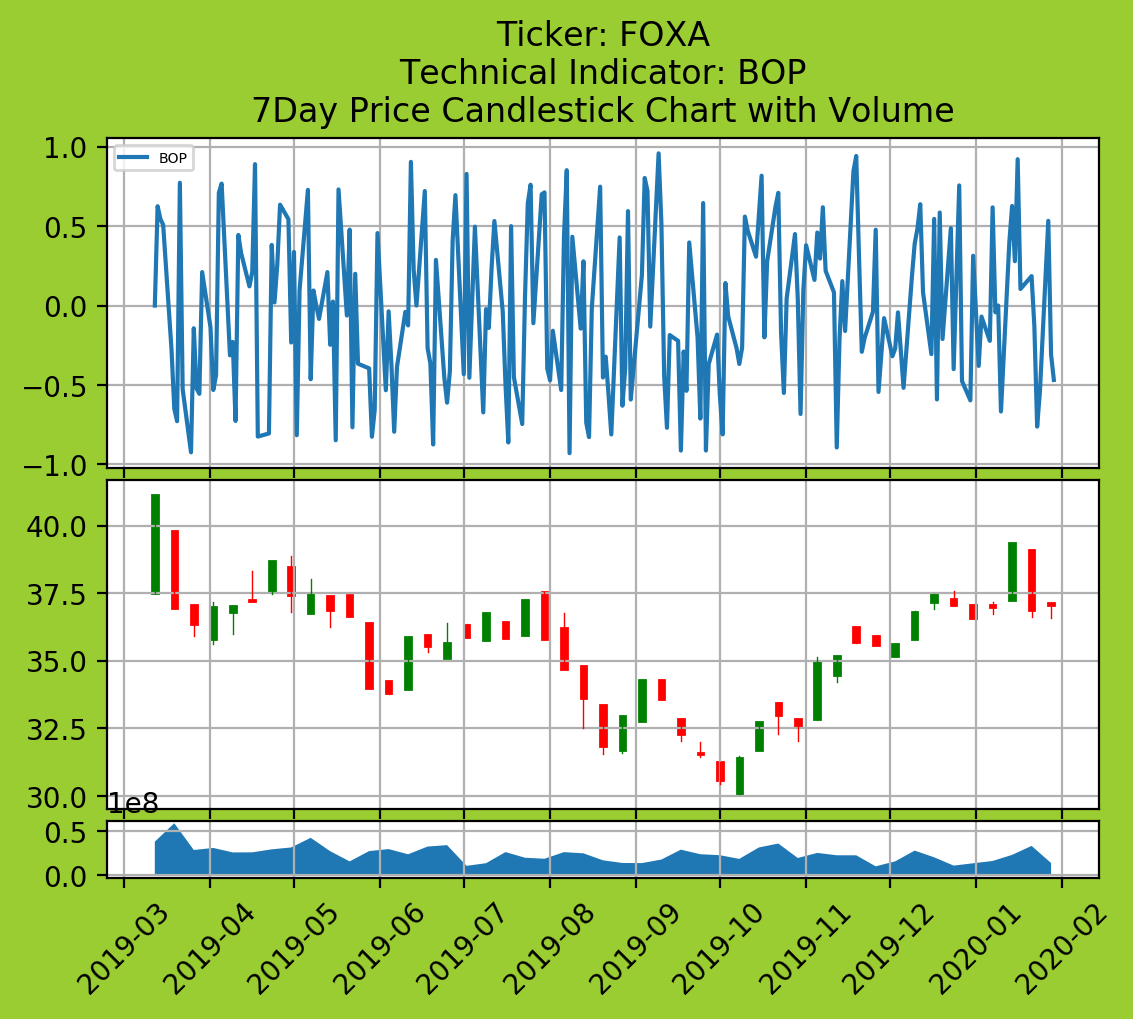 Ticker: FOXA
Technical Indicator: BOP
7Day Price Candlestick Chart with Volume
1.0
BOP
0.5
0.0
−0.5
−1.0
40.0
37.5
35.0
32.5
30.0
1e8
0.5
0.0
2019-03 2019-04 2019-05 2019-06 2019-07 2019-08 2019-09 2019-10 2019-11 2019-12 2020-01 2020-02